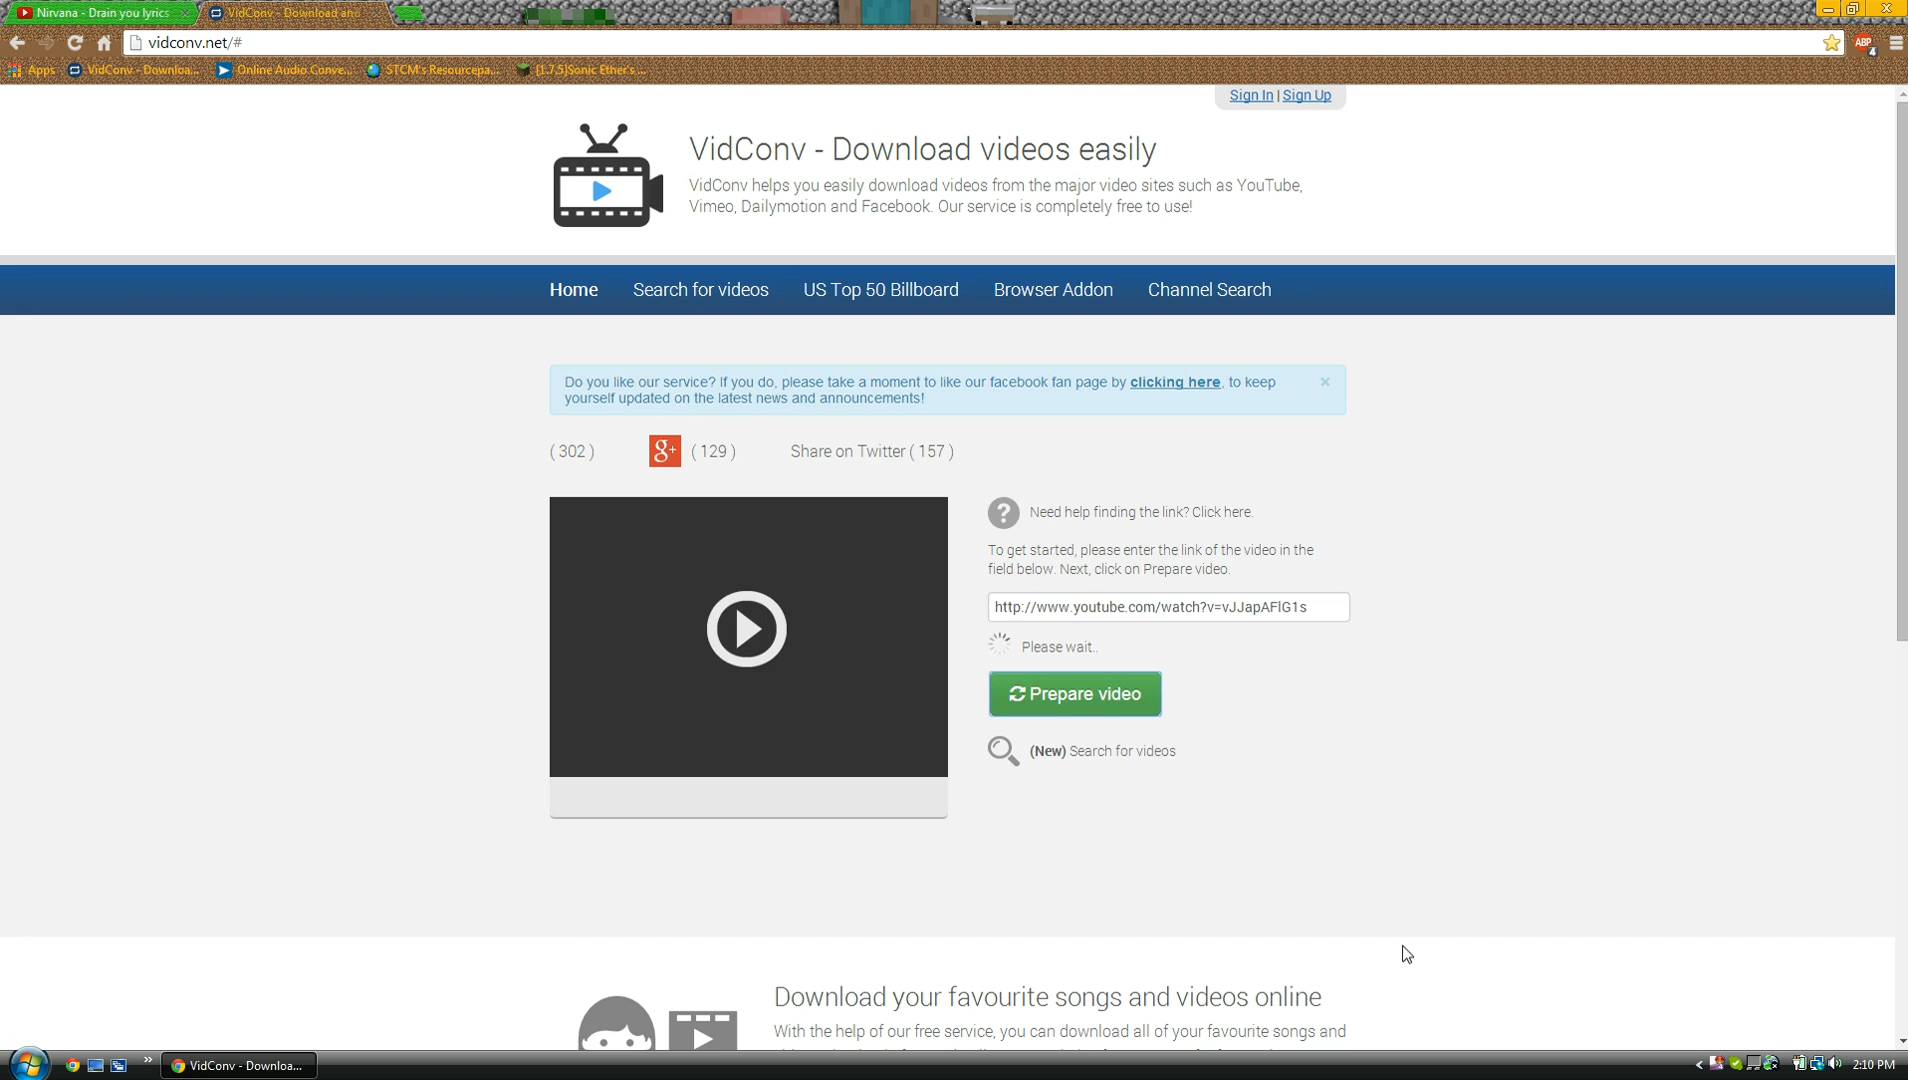 Nirvana - Drain you lyrics
VidConv - Download and
vidconv.net/#
ABP
4
Apps
VidConv - Downloa...
Online Audio Conve...
STCM's Resourcepa...
[1.7.5]Sonic Ether's ...
Sign In | Sign Up
VidConv - Download videos easily
VidConv helps you easily download videos from the major video sites such as YouTube,
Vimeo, Dailymotion and Facebook. Our service is completely free to use!
Home
Search for videos
US Top 50 Billboard
Browser Addon
Channel Search
Do you like our service? If you do, please take a moment to like our facebook fan page by clicking here, to keep
yourself updated on the latest news and announcements!
×
( 302 )
g+
( 129 )
Share on Twitter ( 157 )
?
Need help finding the link? Click here.
To get started, please enter the link of the video in the
field below. Next, click on Prepare video.
http://www.youtube.com/watch?v=vJJapAFlG1s
Please wait..
Prepare video
(New) Search for videos
Download your favourite songs and videos online
With the help of our free service, you can download all of your favourite songs and
VidConv - Downloa...
2:10 PM